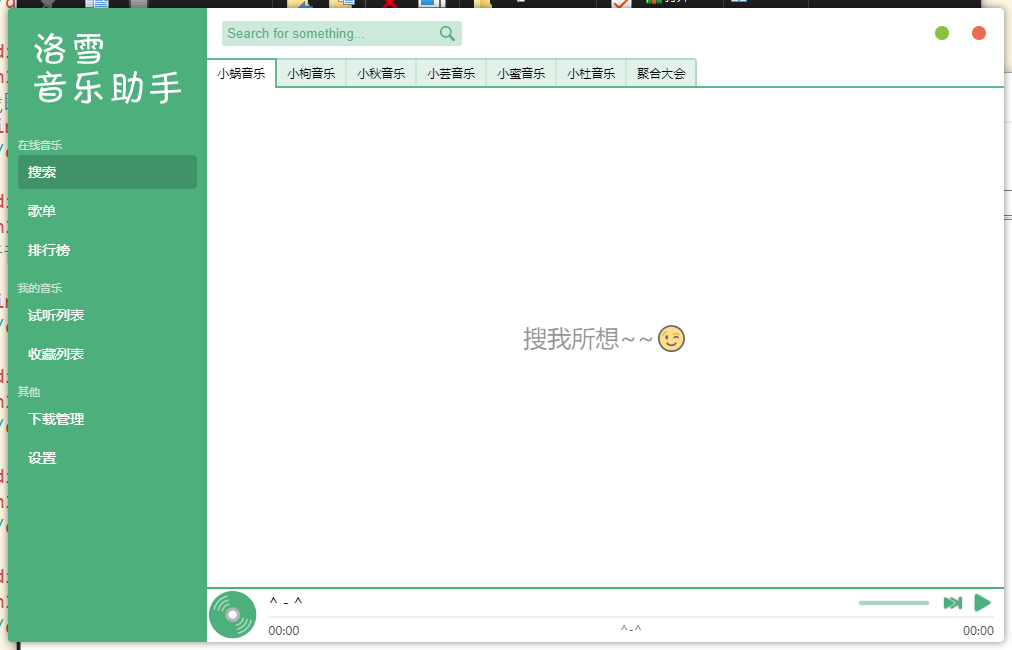 洛雪
音乐助手
Search for something...
小蜗音乐
小枸音乐
小秋音乐
小芸音乐
小蜜音乐
小杜音乐
聚合大会
在线音乐
搜索
歌单
排行榜
我的音乐
试听列表
收藏列表
其他
下载管理
设置
搜我所想~~😉
^ - ^
00:00
^-^
00:00